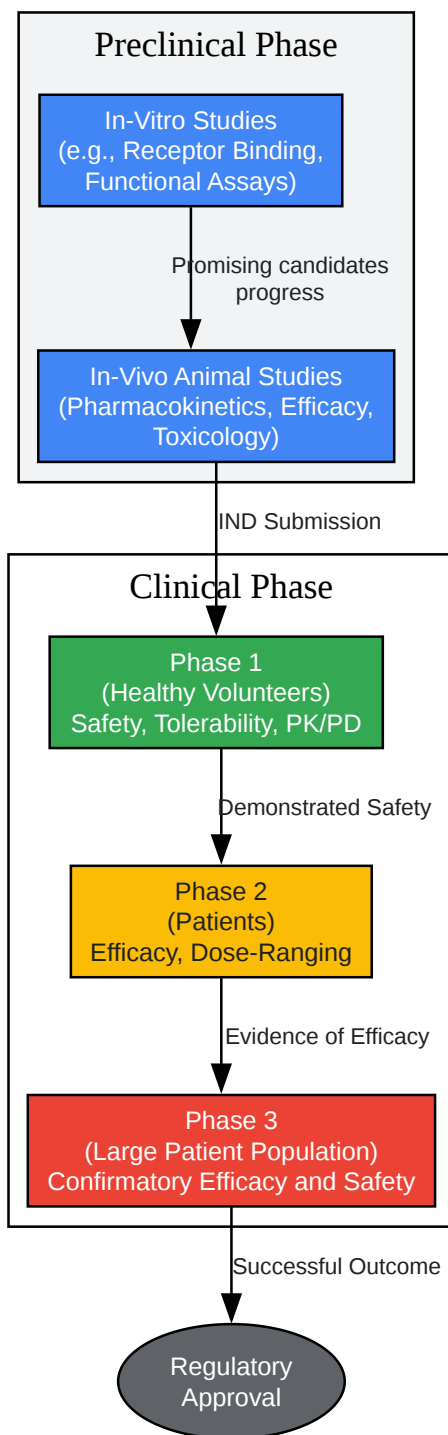 Preclinical Phase
In-Vitro Studies
(e.g., Receptor Binding,
Functional Assays)
Promising candidates
progress
In-Vivo Animal Studies
(Pharmacokinetics, Efficacy,
Toxicology)
IND Submission
Clinical Phase
Phase 1
(Healthy Volunteers)
Safety, Tolerability, PK/PD
Demonstrated Safety
Phase 2
(Patients)
Efficacy, Dose-Ranging
Evidence of Efficacy
Phase 3
(Large Patient Population)
Confirmatory Efficacy and Safety
Successful Outcome
Regulatory
Approval